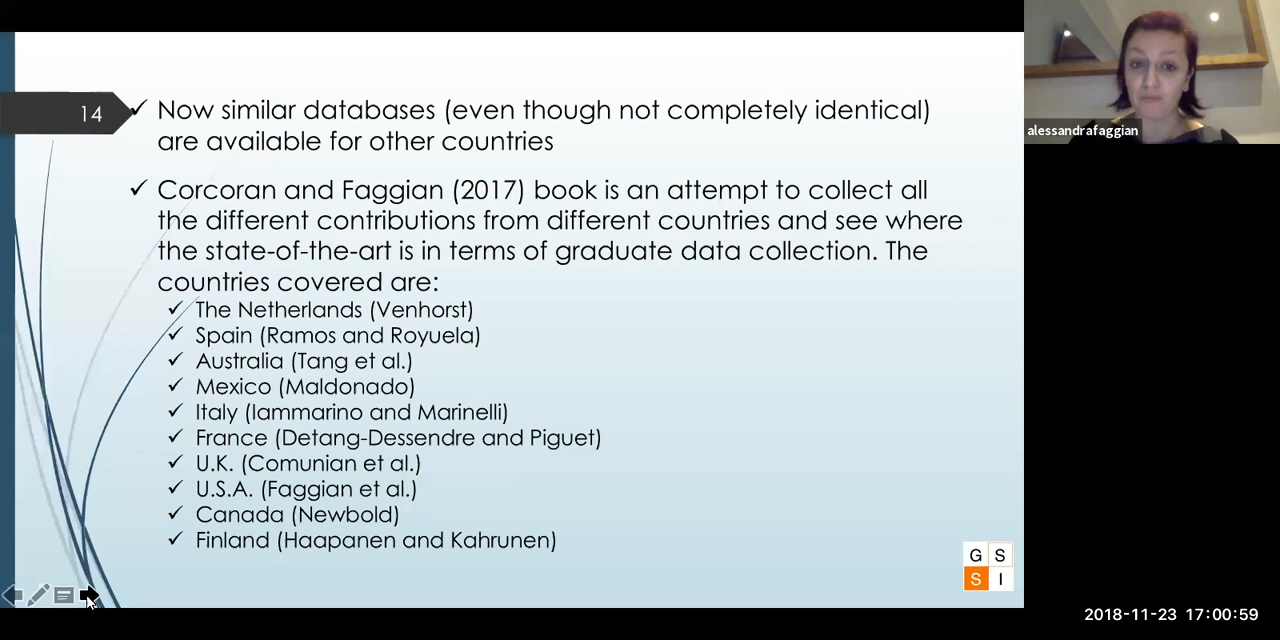 14
Now similar databases (even though not completely identical)
are available for other countries
Corcoran and Faggian (2017) book is an attempt to collect all
the different contributions from different countries and see where
the state-of-the-art is in terms of graduate data collection. The
countries covered are:
The Netherlands (Venhorst)
Spain (Ramos and Royuela)
Australia (Tang et al.)
Mexico (Maldonado)
Italy (Iammarino and Marinelli)
France (Detang-Dessendre and Piguet)
U.K. (Comunian et al.)
U.S.A. (Faggian et al.)
Canada (Newbold)
Finland (Haapanen and Kahrunen)
G S
S I
alessandrafaggian
2018-11-23 17:00:59